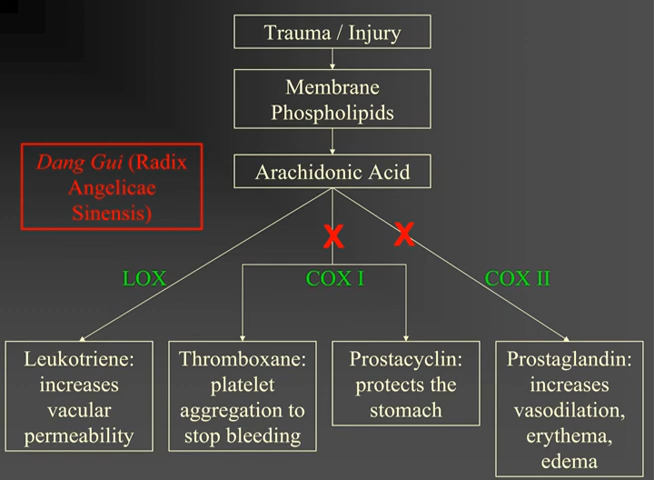 Trauma / Injury
Membrane
Phospholipids
Dang Gui (Radix
Angelicae
Sinensis)
Arachidonic Acid
X
X
LOX
COX I
COX II
Leukotriene:
increases
vacular
permeability
Thromboxane:
platelet
aggregation to
stop bleeding
Prostacyclin:
protects the
stomach
Prostaglandin:
increases
vasodilation,
erythema,
edema